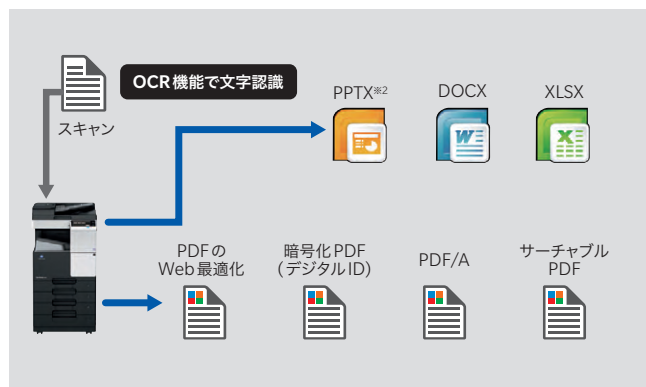 スキャン
OCR機能で文字認識
PPTX※2
DOCX
XLSX
PDFの
Web最適化
暗号化PDF
(デジタルID)
PDF/A
サーチャブル
PDF